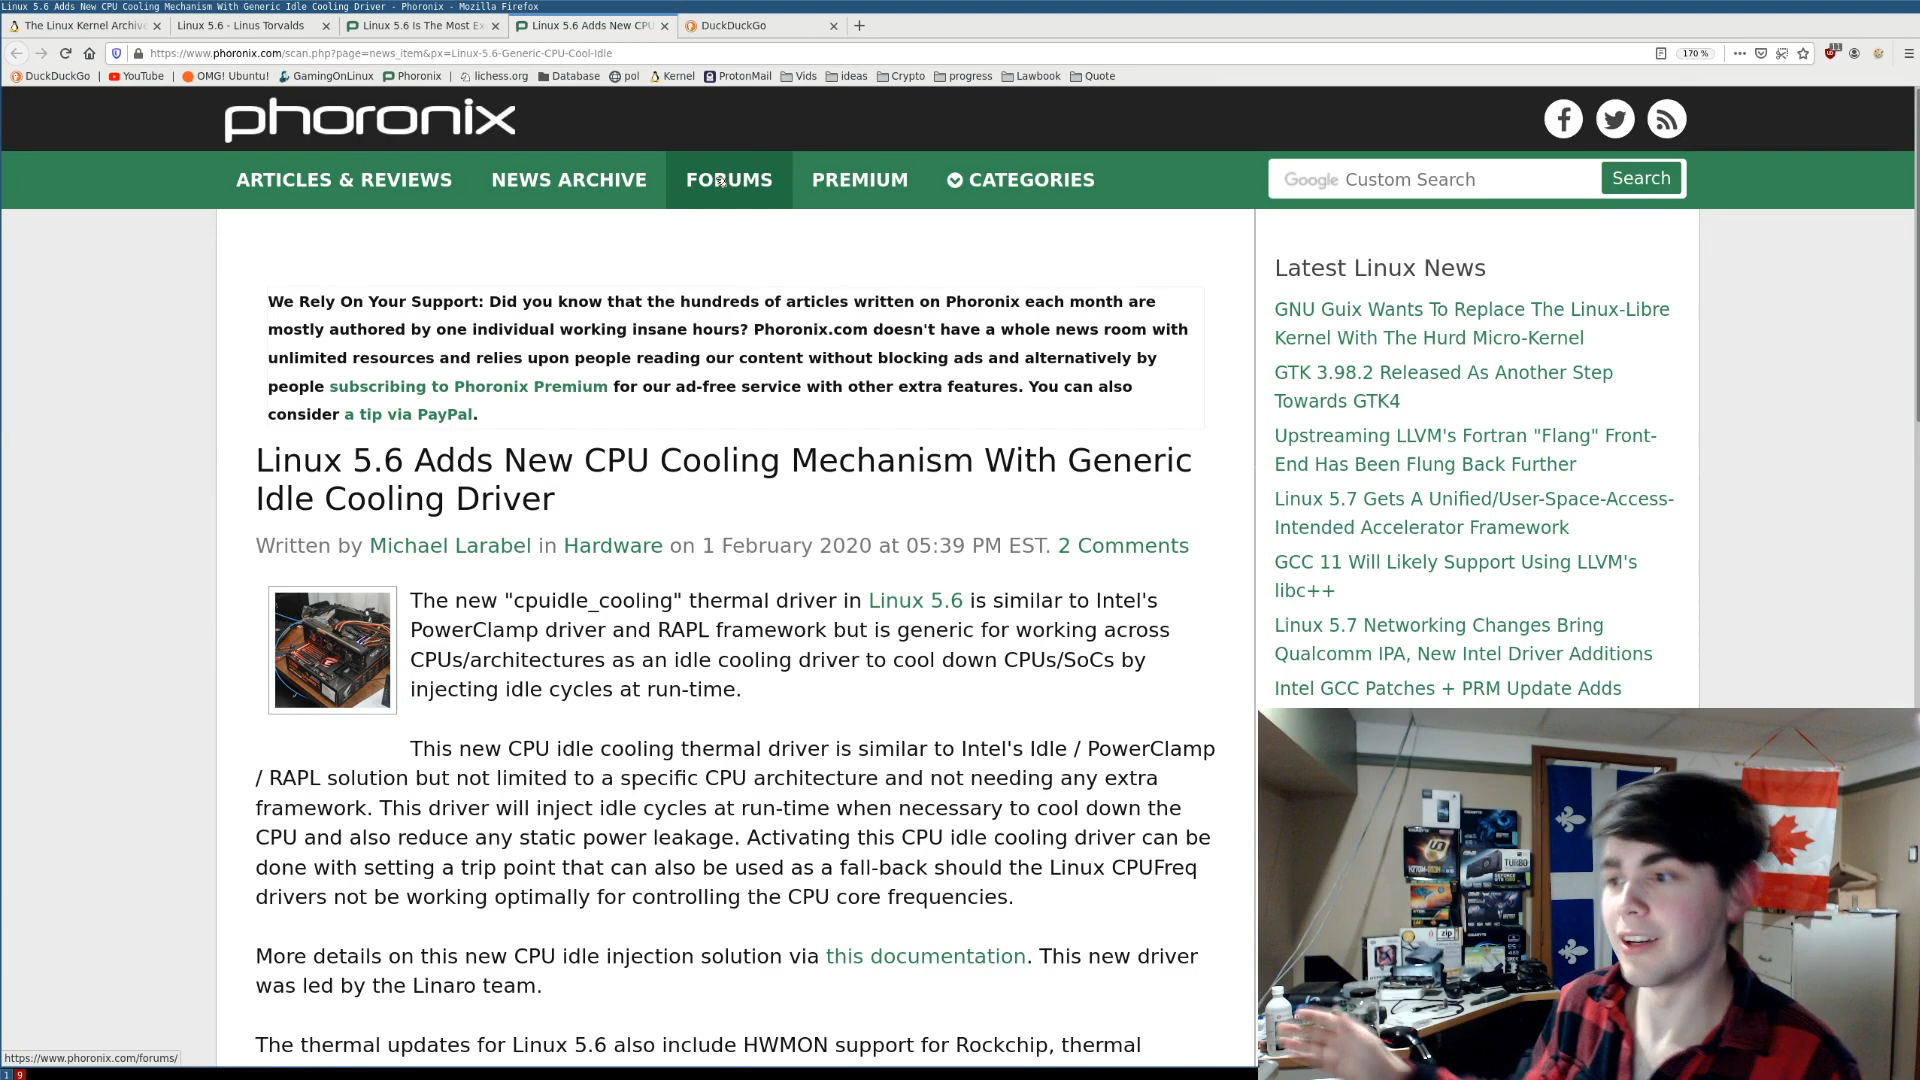 Linux 5.6 Adds New CPU Cooling Mechanism With Generic Idle Cooling Driver - Phoronix - Mozilla Firefox
The Linux Kernel Archive
Linux 5.6 - Linus Torvalds
Linux 5.6 Is The Most Ex
Linux 5.6 Adds New CPU
DuckDuckGo
https://www.phoronix.com/scan.php?page=news_item&px=Linux-5.6-Generic-CPU-Cool-Idle
170 %
DuckDuckGo
YouTube
OMG! Ubuntu!
GamingOnLinux
Phoronix
lichess.org
Database
pol
Kernel
ProtonMail
Vids
ideas
Crypto
progress
Lawbook
Quote
phoronix
ARTICLES & REVIEWS
NEWS ARCHIVE
FORUMS
PREMIUM
CATEGORIES
Google Custom Search
Search
We Rely On Your Support: Did you know that the hundreds of articles written on Phoronix each month are
mostly authored by one individual working insane hours? Phoronix.com doesn't have a whole news room with
unlimited resources and relies upon people reading our content without blocking ads and alternatively by
people subscribing to Phoronix Premium for our ad-free service with other extra features. You can also
consider a tip via PayPal.
Linux 5.6 Adds New CPU Cooling Mechanism With Generic
Idle Cooling Driver
Written by Michael Larabel in Hardware on 1 February 2020 at 05:39 PM EST. 2 Comments
The new "cpuidle_cooling" thermal driver in Linux 5.6 is similar to Intel's
PowerClamp driver and RAPL framework but is generic for working across
CPUs/architectures as an idle cooling driver to cool down CPUs/SoCs by
injecting idle cycles at run-time.
This new CPU idle cooling thermal driver is similar to Intel's Idle / PowerClamp
/ RAPL solution but not limited to a specific CPU architecture and not needing any extra
framework. This driver will inject idle cycles at run-time when necessary to cool down the
CPU and also reduce any static power leakage. Activating this CPU idle cooling driver can be
done with setting a trip point that can also be used as a fall-back should the Linux CPUFreq
drivers not be working optimally for controlling the CPU core frequencies.
More details on this new CPU idle injection solution via this documentation. This new driver
was led by the Linaro team.
The thermal updates for Linux 5.6 also include HWMON support for Rockchip, thermal
Latest Linux News
GNU Guix Wants To Replace The Linux-Libre
Kernel With The Hurd Micro-Kernel
GTK 3.98.2 Released As Another Step
Towards GTK4
Upstreaming LLVM's Fortran "Flang" Front-
End Has Been Flung Back Further
Linux 5.7 Gets A Unified/User-Space-Access-
Intended Accelerator Framework
GCC 11 Will Likely Support Using LLVM's
libc++
Linux 5.7 Networking Changes Bring
Qualcomm IPA, New Intel Driver Additions
Intel GCC Patches + PRM Update Adds
TURBO
zip
https://www.phoronix.com/forums/
1 9